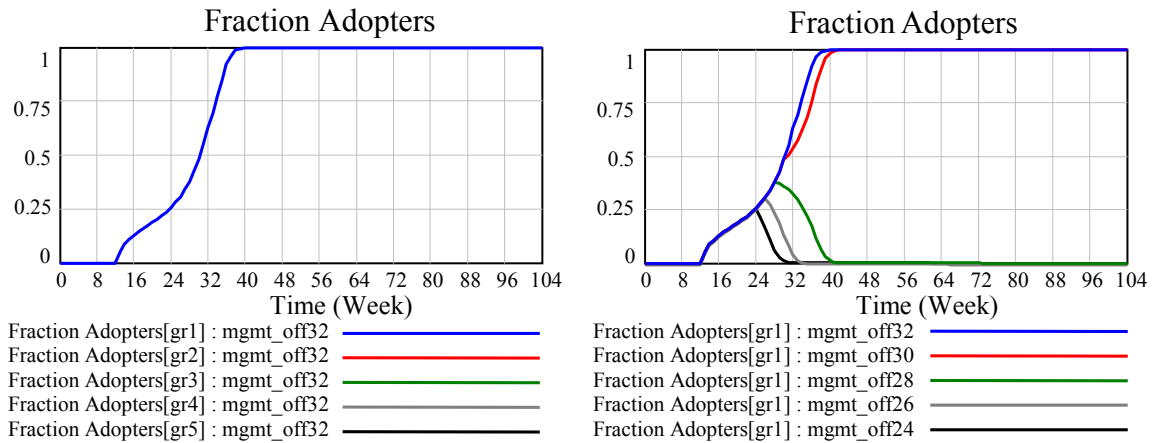 Fraction Adopters
1
0.75
0.5
0.25
0
0 8 16 24 32 40 48 56 64 72 80 88 96 104
Time (Week)
Fraction Adopters[gr1] : mgmt_off32
Fraction Adopters[gr2] : mgmt_off32
Fraction Adopters[gr3] : mgmt_off32
Fraction Adopters[gr4] : mgmt_off32
Fraction Adopters[gr5] : mgmt_off32
Fraction Adopters
1
0.75
0.5
0.25
0
0 8 16 24 32 40 48 56 64 72 80 88 96 104
Time (Week)
Fraction Adopters[gr1] : mgmt_off32
Fraction Adopters[gr1] : mgmt_off30
Fraction Adopters[gr1] : mgmt_off28
Fraction Adopters[gr1] : mgmt_off26
Fraction Adopters[gr1] : mgmt_off24